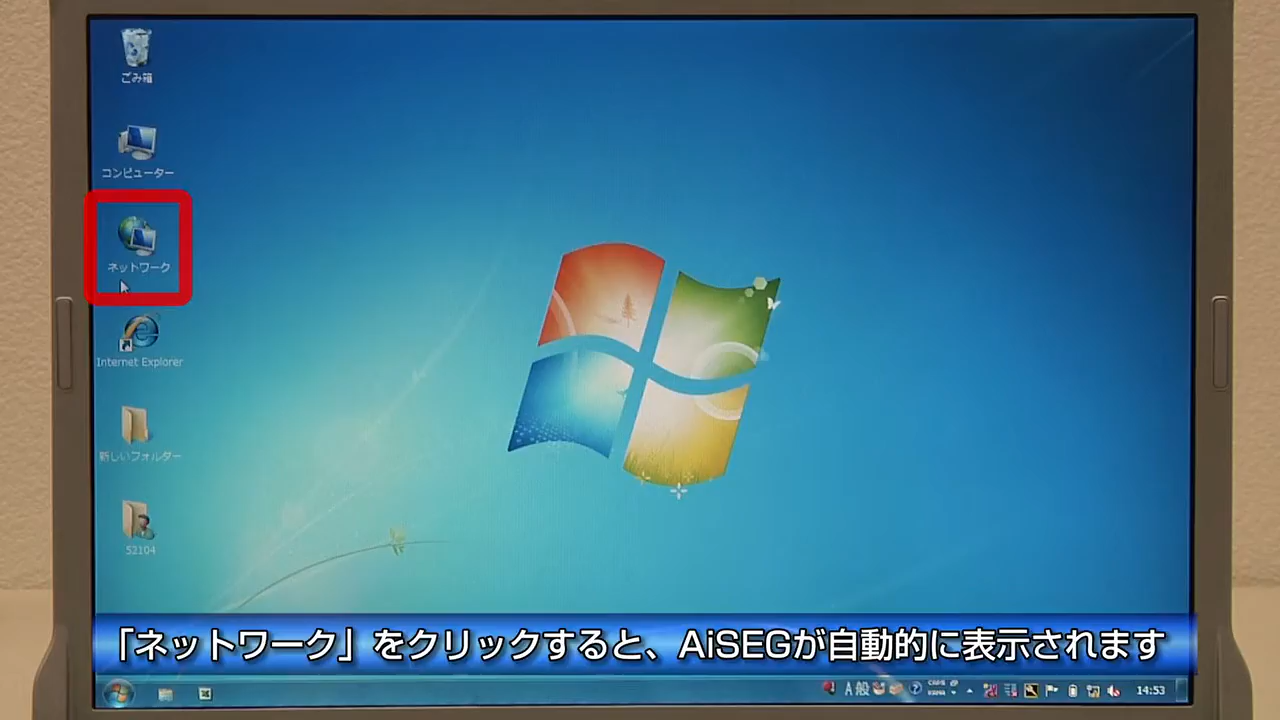 ごみ箱
コンピューター
ネットワーク
Internet Explorer
新しいフォルダー
52104
「ネットワーク」をクリックすると、AiSEGが自動的に表示されます
A 般
CAPS
KANA
14:53